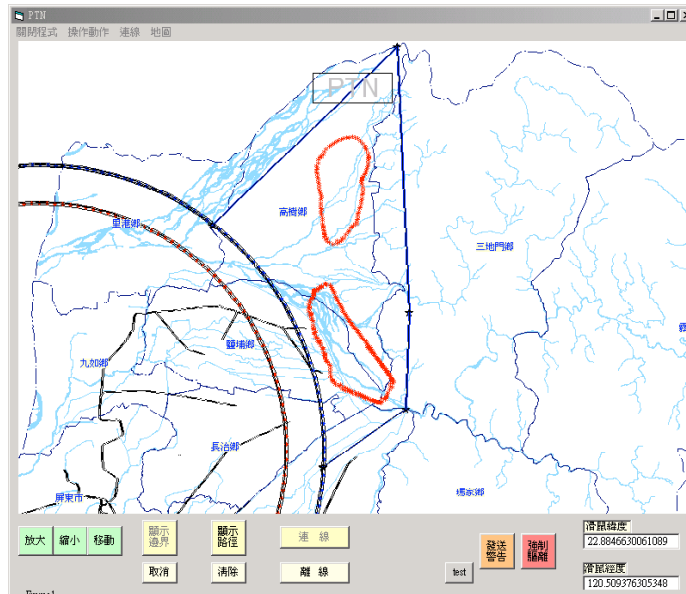 PTN
關閉程式 操作動作 連線 地圖
PTN
高樹鄉
里港鄉
三地門鄉
鹽埔鄉
九如鄉
長治鄉
屏東市
瑪家鄉
放大 縮小 移動
顯示邊界
顯示路徑
連 線
取消
清除
離 線
test
發送警告
強制驅離
滑鼠緯度
22.8846630061089
滑鼠經度
120.509376305348